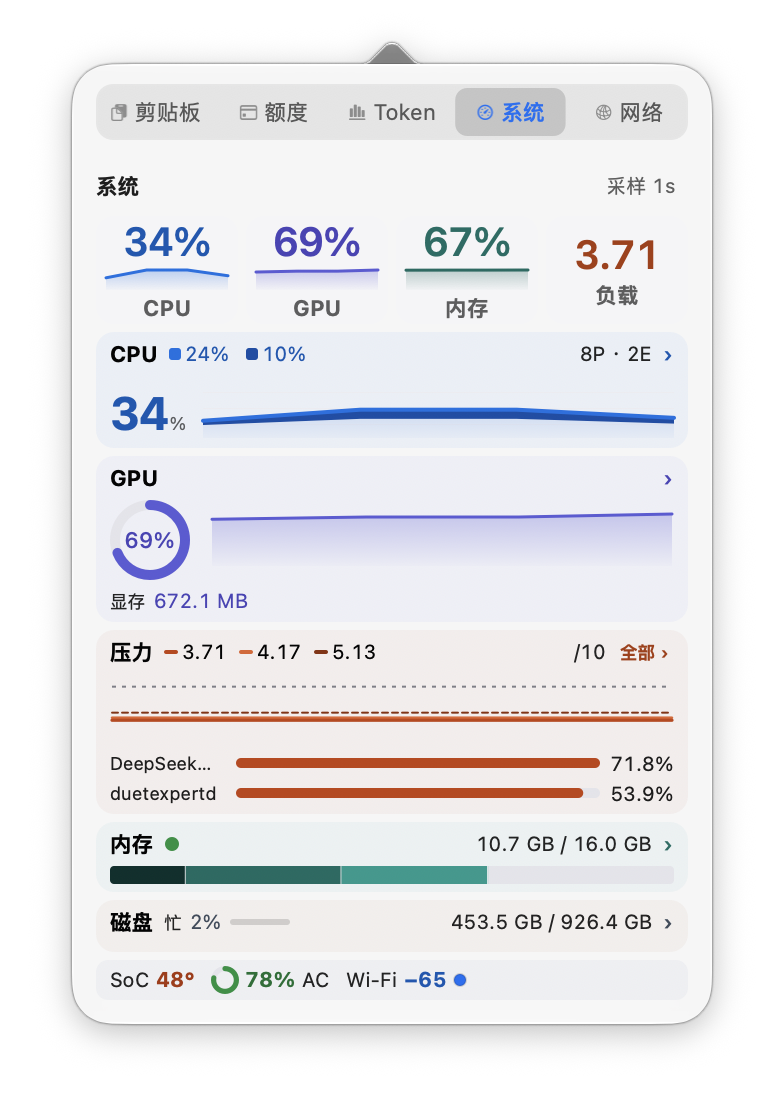 剪贴板 额度 Token 系统 网络
系统 采样 1s
34% 69% 67% 3.71
CPU GPU 内存 负载
CPU 24% 10% 8P · 2E ›
34%
GPU ›
69%
显存 672.1 MB
压力 3.71 4.17 5.13 /10 全部 ›
DeepSeek... 71.8%
duetexpertd 53.9%
内存 10.7 GB / 16.0 GB ›
磁盘 忙 2% 453.5 GB / 926.4 GB ›
SoC 48° 78% AC Wi-Fi −65